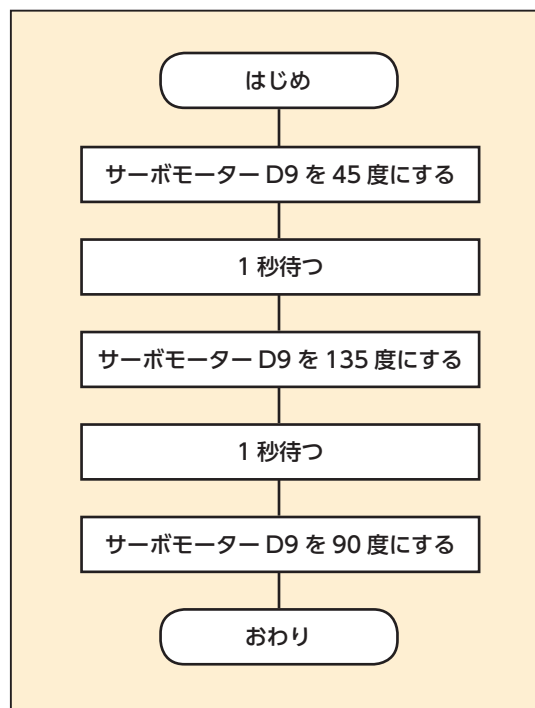 はじめ
サーボモーター D9 を 45 度にする
1 秒待つ
サーボモーター D9 を 135 度にする
1 秒待つ
サーボモーター D9 を 90 度にする
おわり